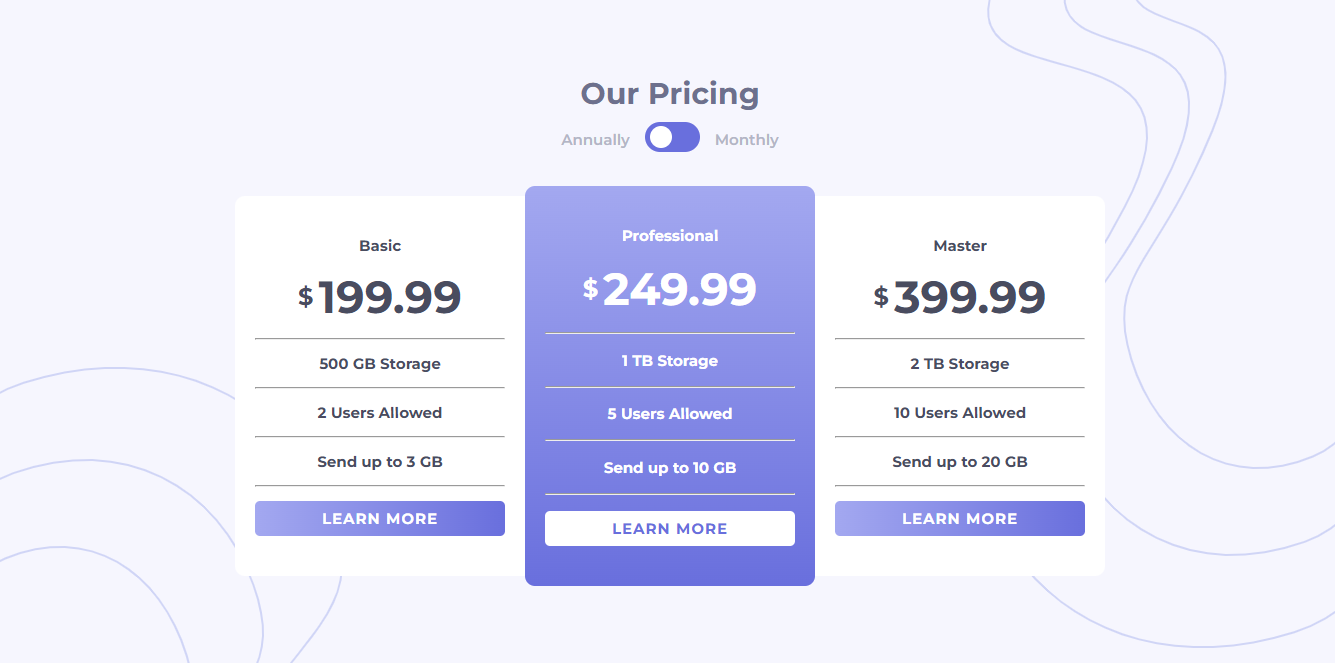 Our Pricing
Annually Monthly
Basic
$199.99
500 GB Storage
2 Users Allowed
Send up to 3 GB
LEARN MORE
Professional
$249.99
1 TB Storage
5 Users Allowed
Send up to 10 GB
LEARN MORE
Master
$399.99
2 TB Storage
10 Users Allowed
Send up to 20 GB
LEARN MORE